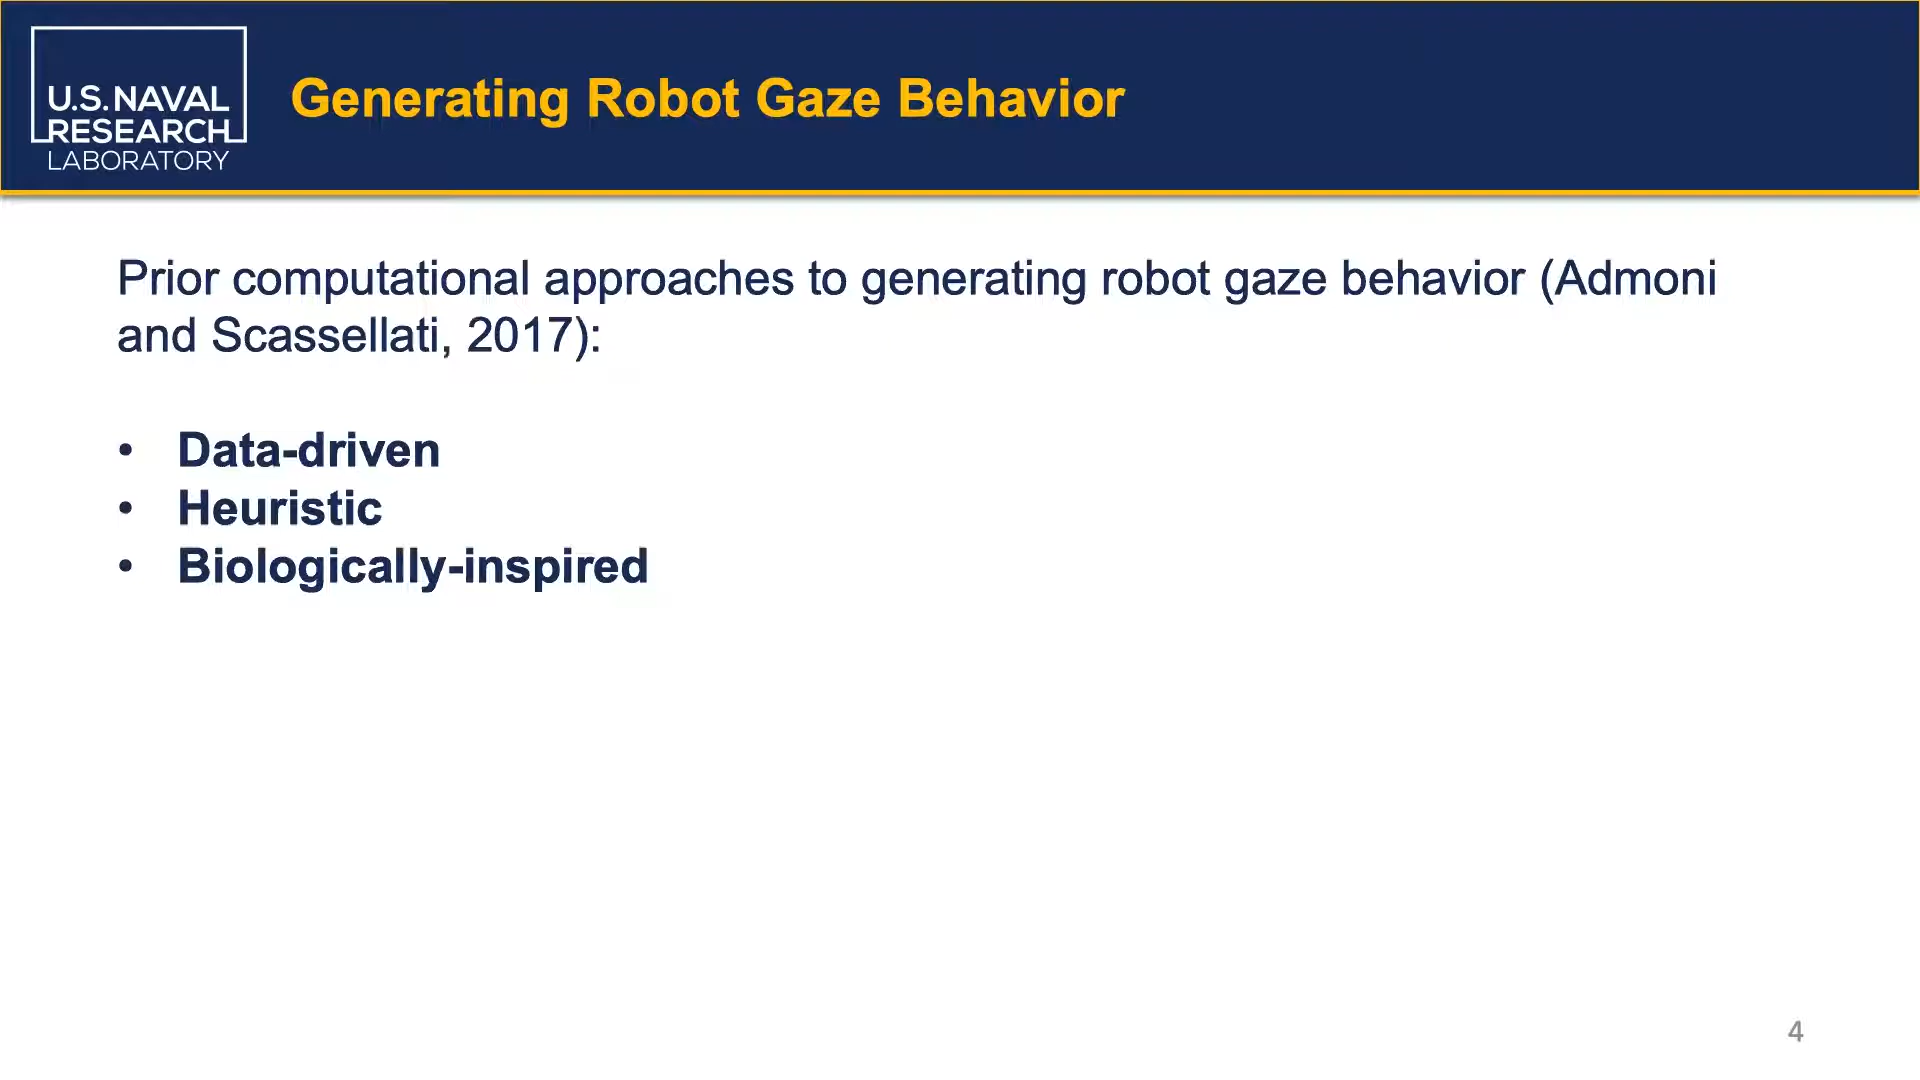 U.S. NAVAL
RESEARCH
LABORATORY
Generating Robot Gaze Behavior
Prior computational approaches to generating robot gaze behavior (Admoni
and Scassellati, 2017):
• Data-driven
• Heuristic
• Biologically-inspired
4